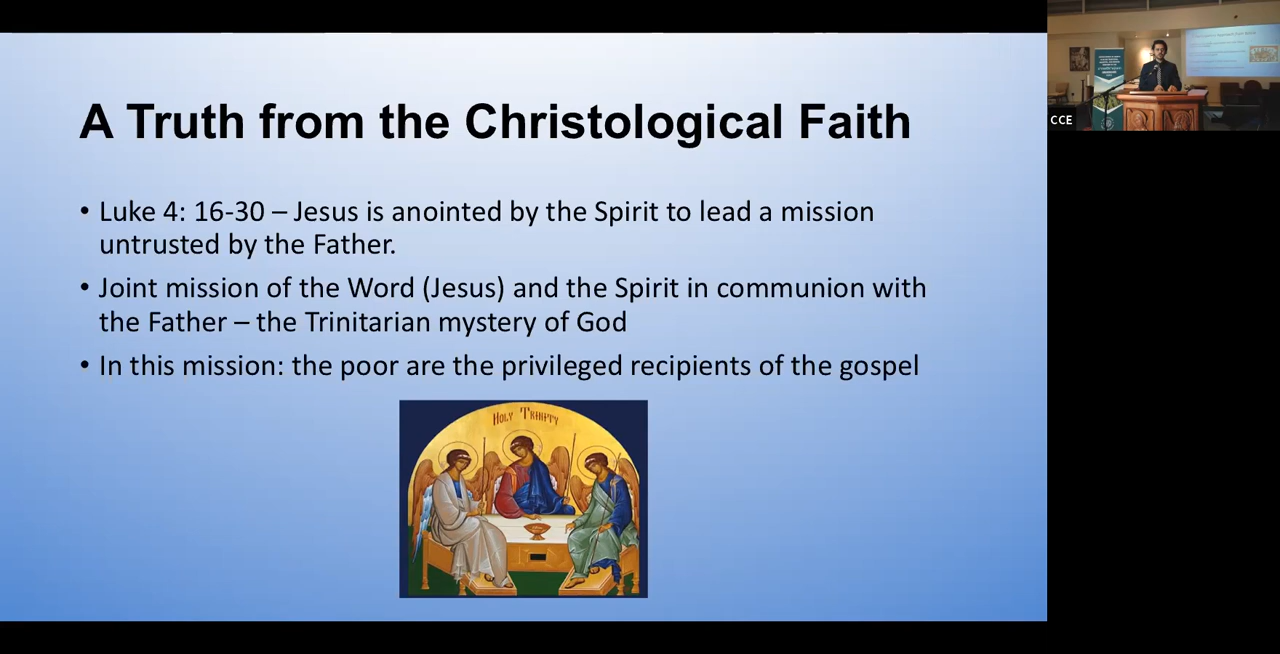 A Truth from the Christological Faith
• Luke 4: 16-30 – Jesus is anointed by the Spirit to lead a mission
untrusted by the Father.
• Joint mission of the Word (Jesus) and the Spirit in communion with
the Father – the Trinitarian mystery of God
• In this mission: the poor are the privileged recipients of the gospel
HOLY TRINITY
CCE